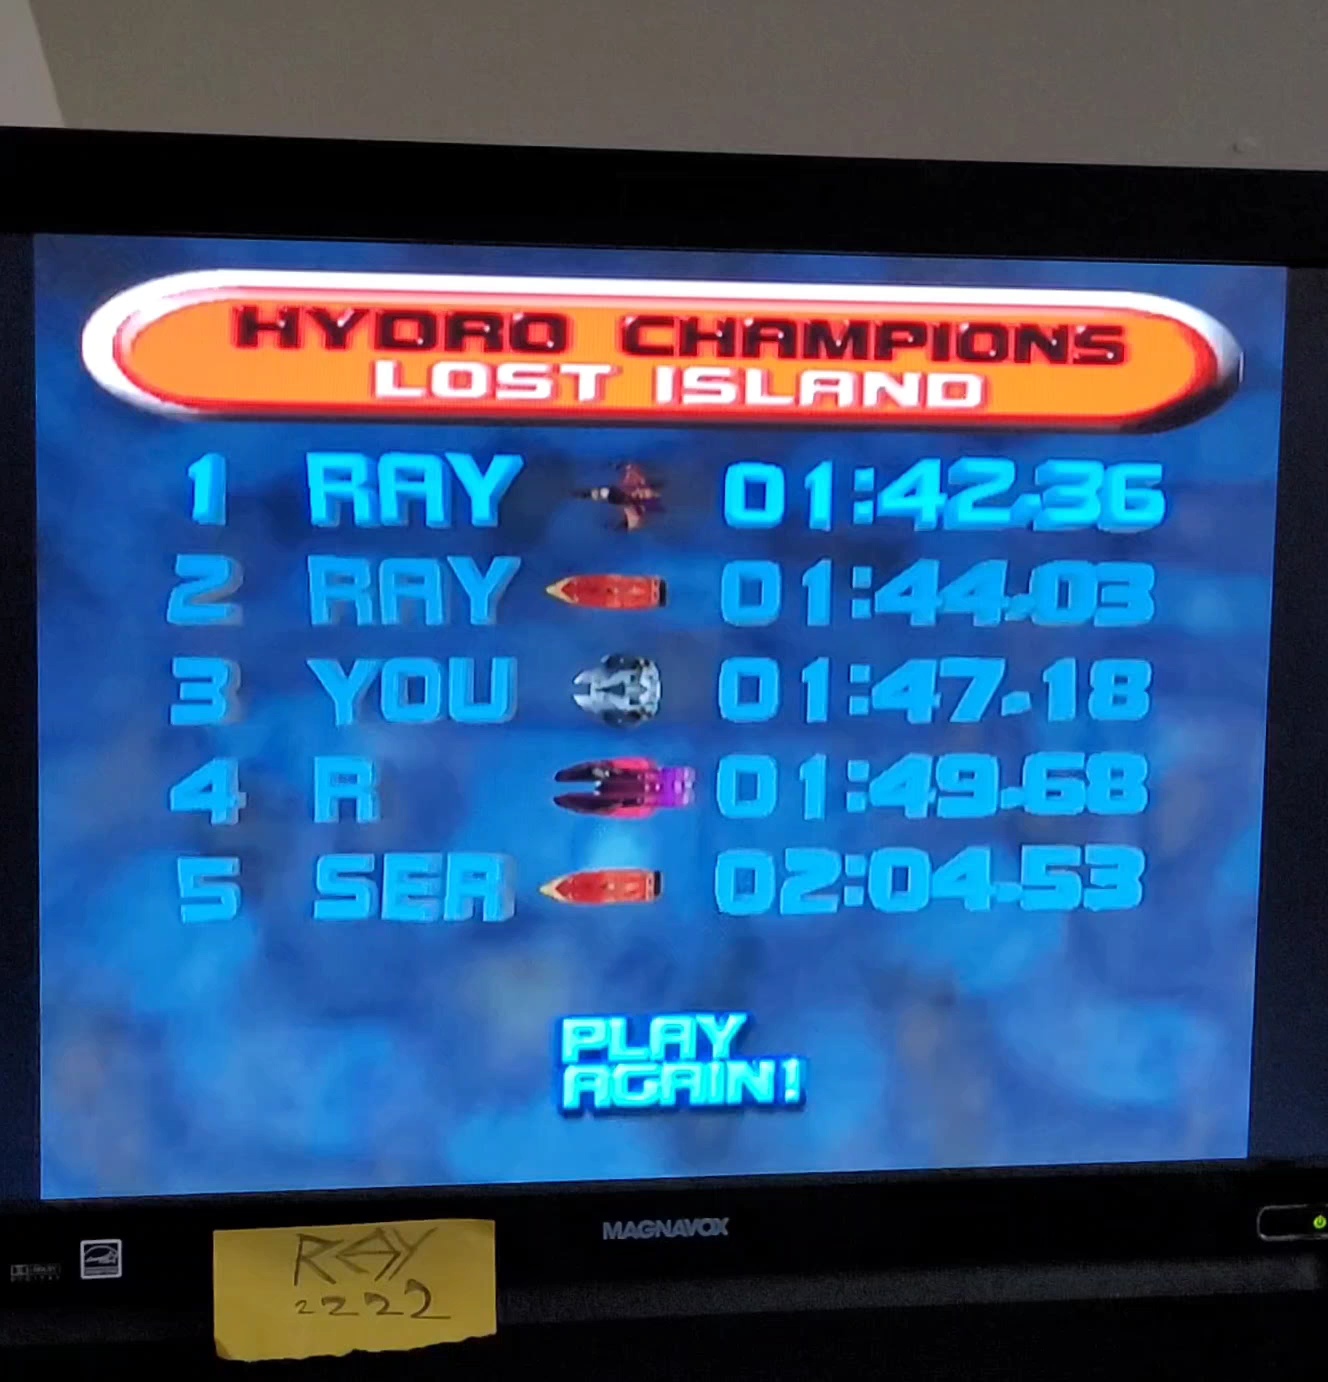 HYDRO CHAMPIONS
LOST ISLAND
1 RAY 01:42.36
2 RAY 01:44.03
3 YOU 01:47.18
4 R 01:49.68
5 SER 02:04.53
PLAY
AGAIN!
MAGNAVOX
RAY
2222